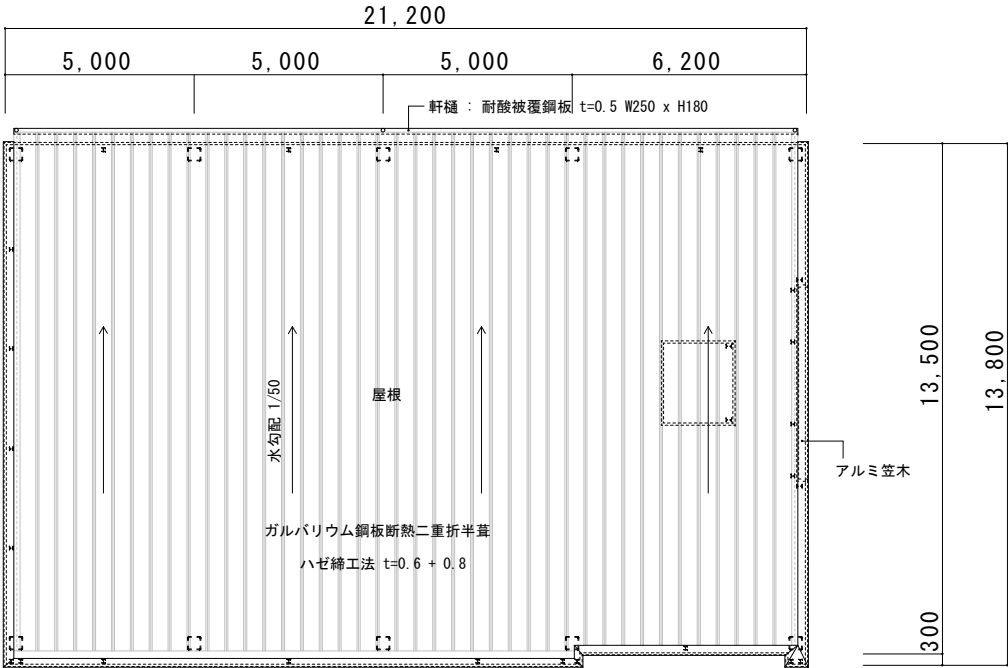 21,200
5,000
5,000
5,000
6,200
軒樋 : 耐酸被覆鋼板 t=0.5 W250 x H180
水勾配 1/50
屋根
13,500
13,800
アルミ笠木
ガルバリウム鋼板断熱二重折半葺
ハゼ締工法 t=0.6 + 0.8
300